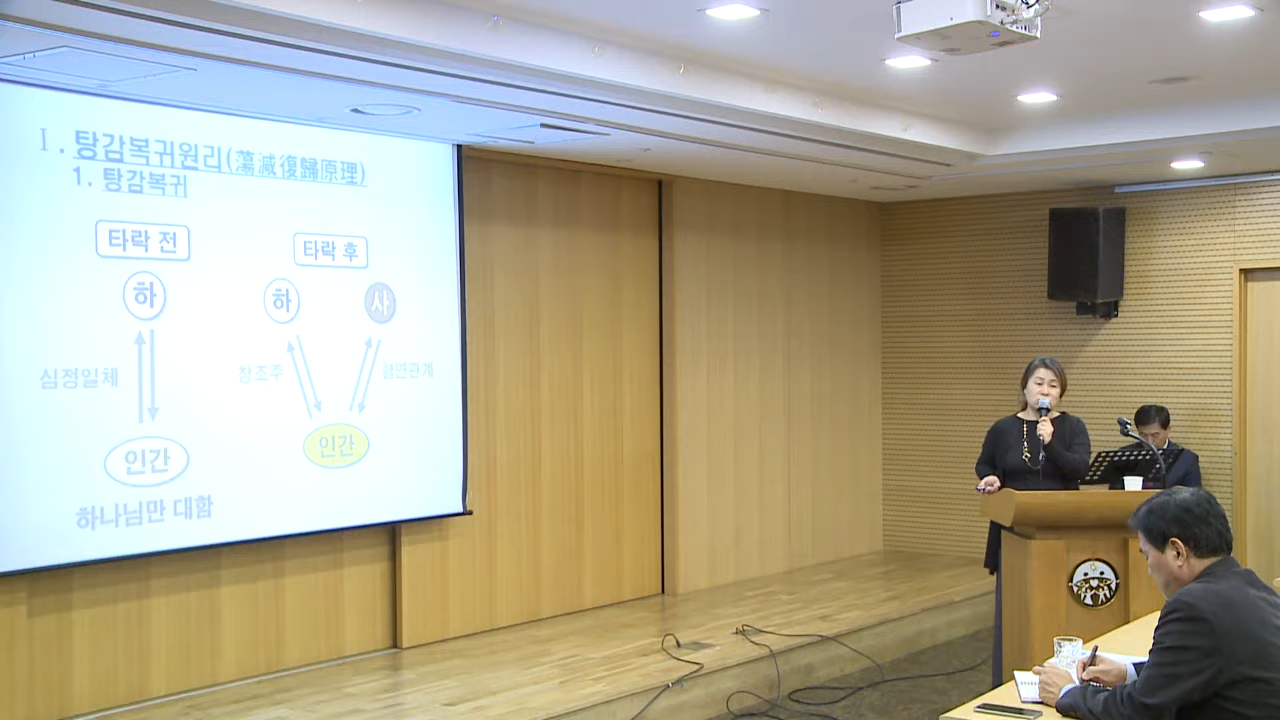 Ⅰ. 탕감복귀원리(蕩減復歸原理)
1. 탕감복귀
타락 전
타락 후
하
하
사
심정일체
창조주
혈연관계
인간
인간
하나님만 대함